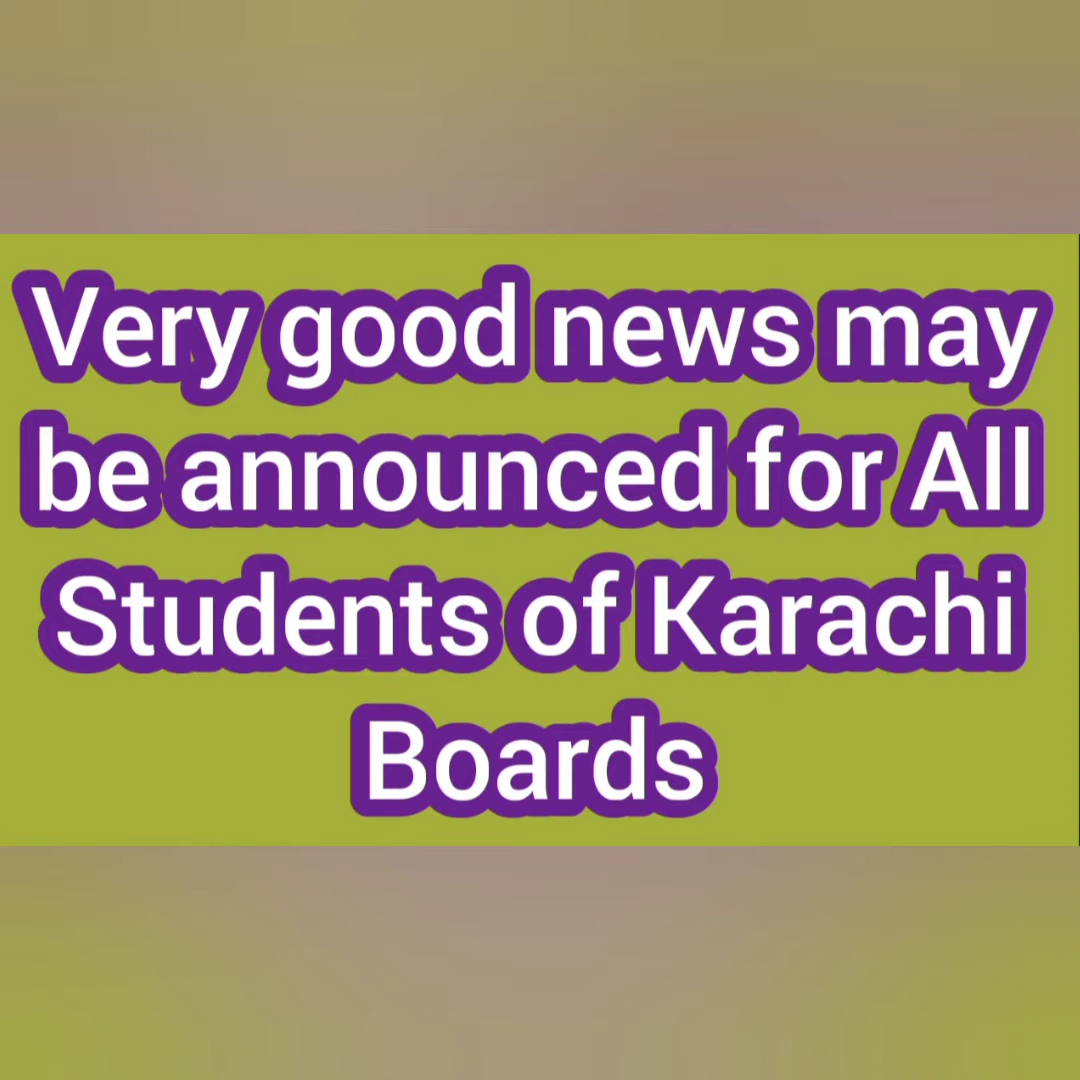 Very good news may
be announced for All
Students of Karachi
Boards